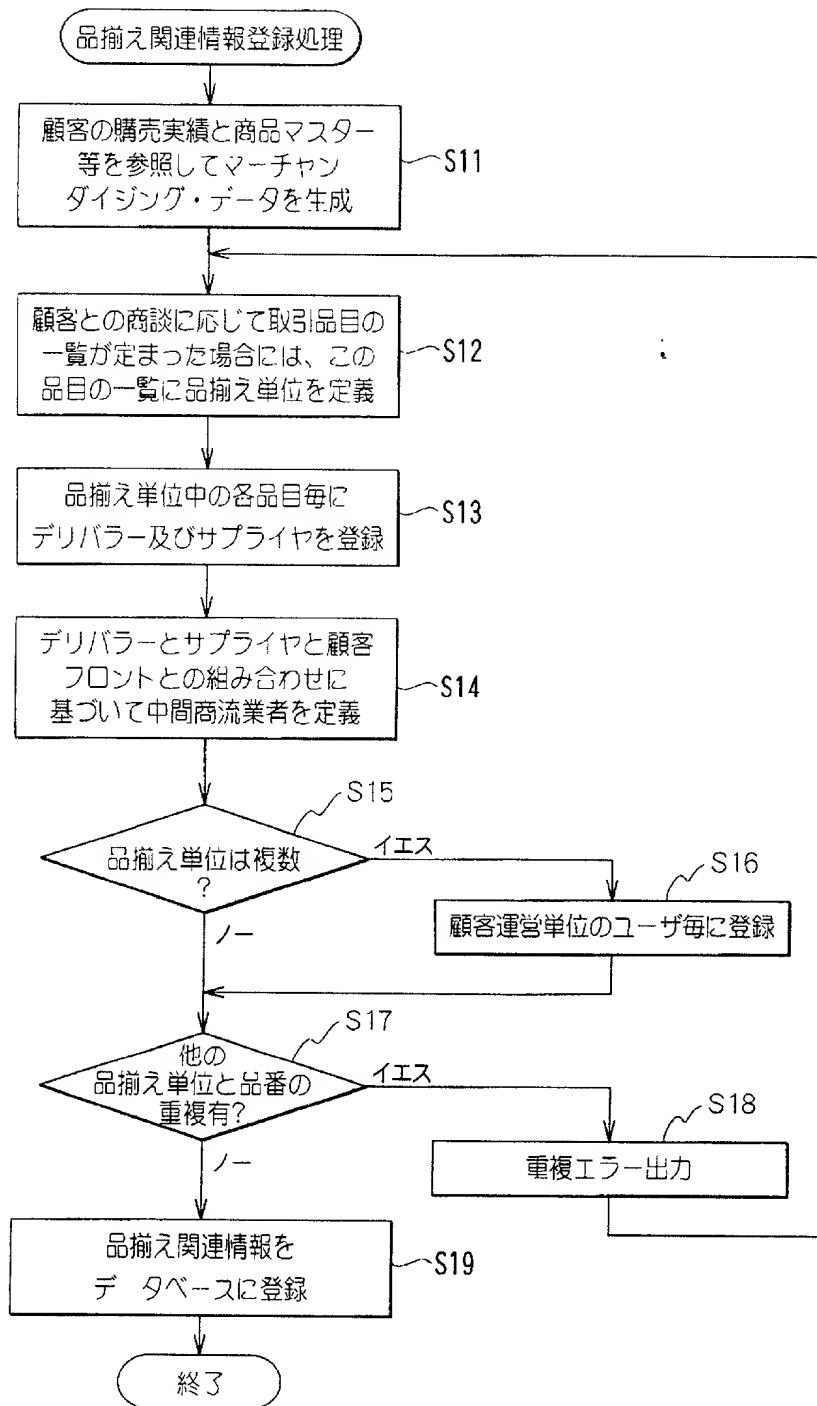 品揃え関連情報登録処理
顧客の購売実績と商品マスター
等を参照してマーチャン
ダイジング・データを生成
S11
顧客との商談に応じて取引品目の
一覧が定まった場合には、この
品目の一覧に品揃え単位を定義
S12
品揃え単位中の各品目毎に
デリバラー及びサプライヤを登録
S13
デリバラーとサプライヤと顧客
フロントとの組み合わせに
基づいて中間商流業者を定義
S14
S15
品揃え単位は複数
?
イエス
ノー
S16
顧客運営単位のユーザ毎に登録
S17
他の
品揃え単位と品番の
重複有?
イエス
ノー
S18
重複エラー出力
品揃え関連情報を
データベースに登録
S19
終了